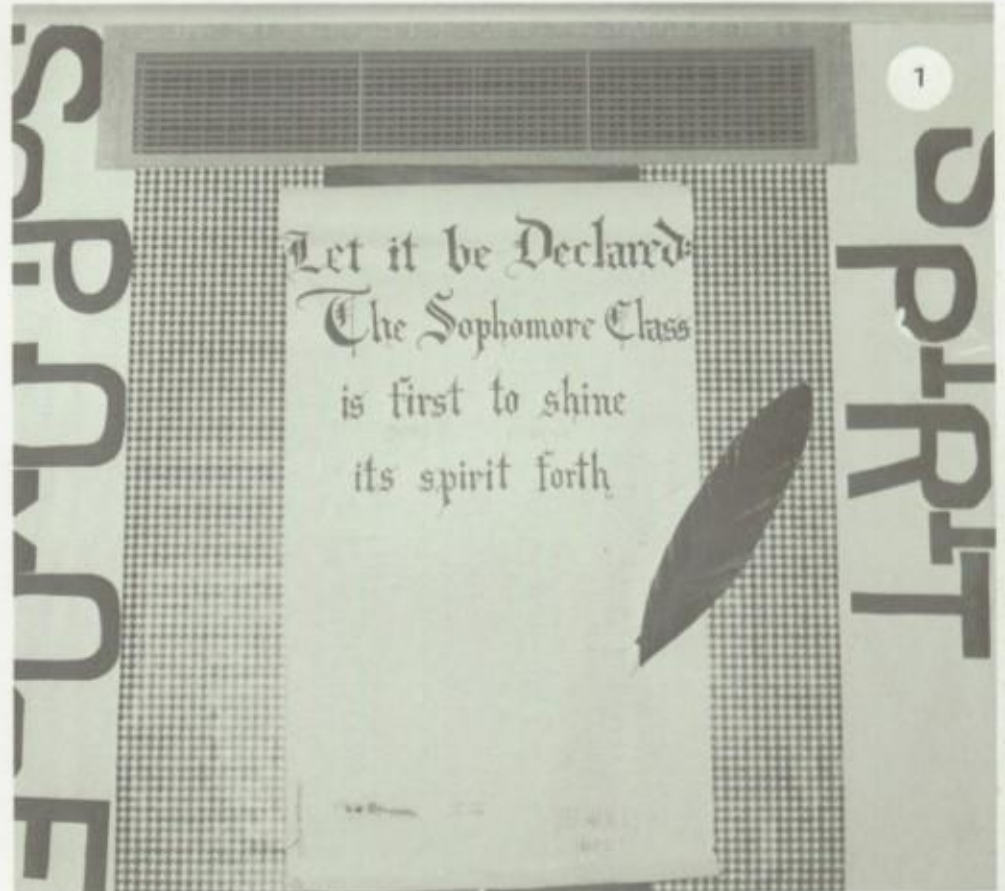 1
Let it be Declared:
The Sophomore Class
is first to shine
its spirit forth
SPIRIT